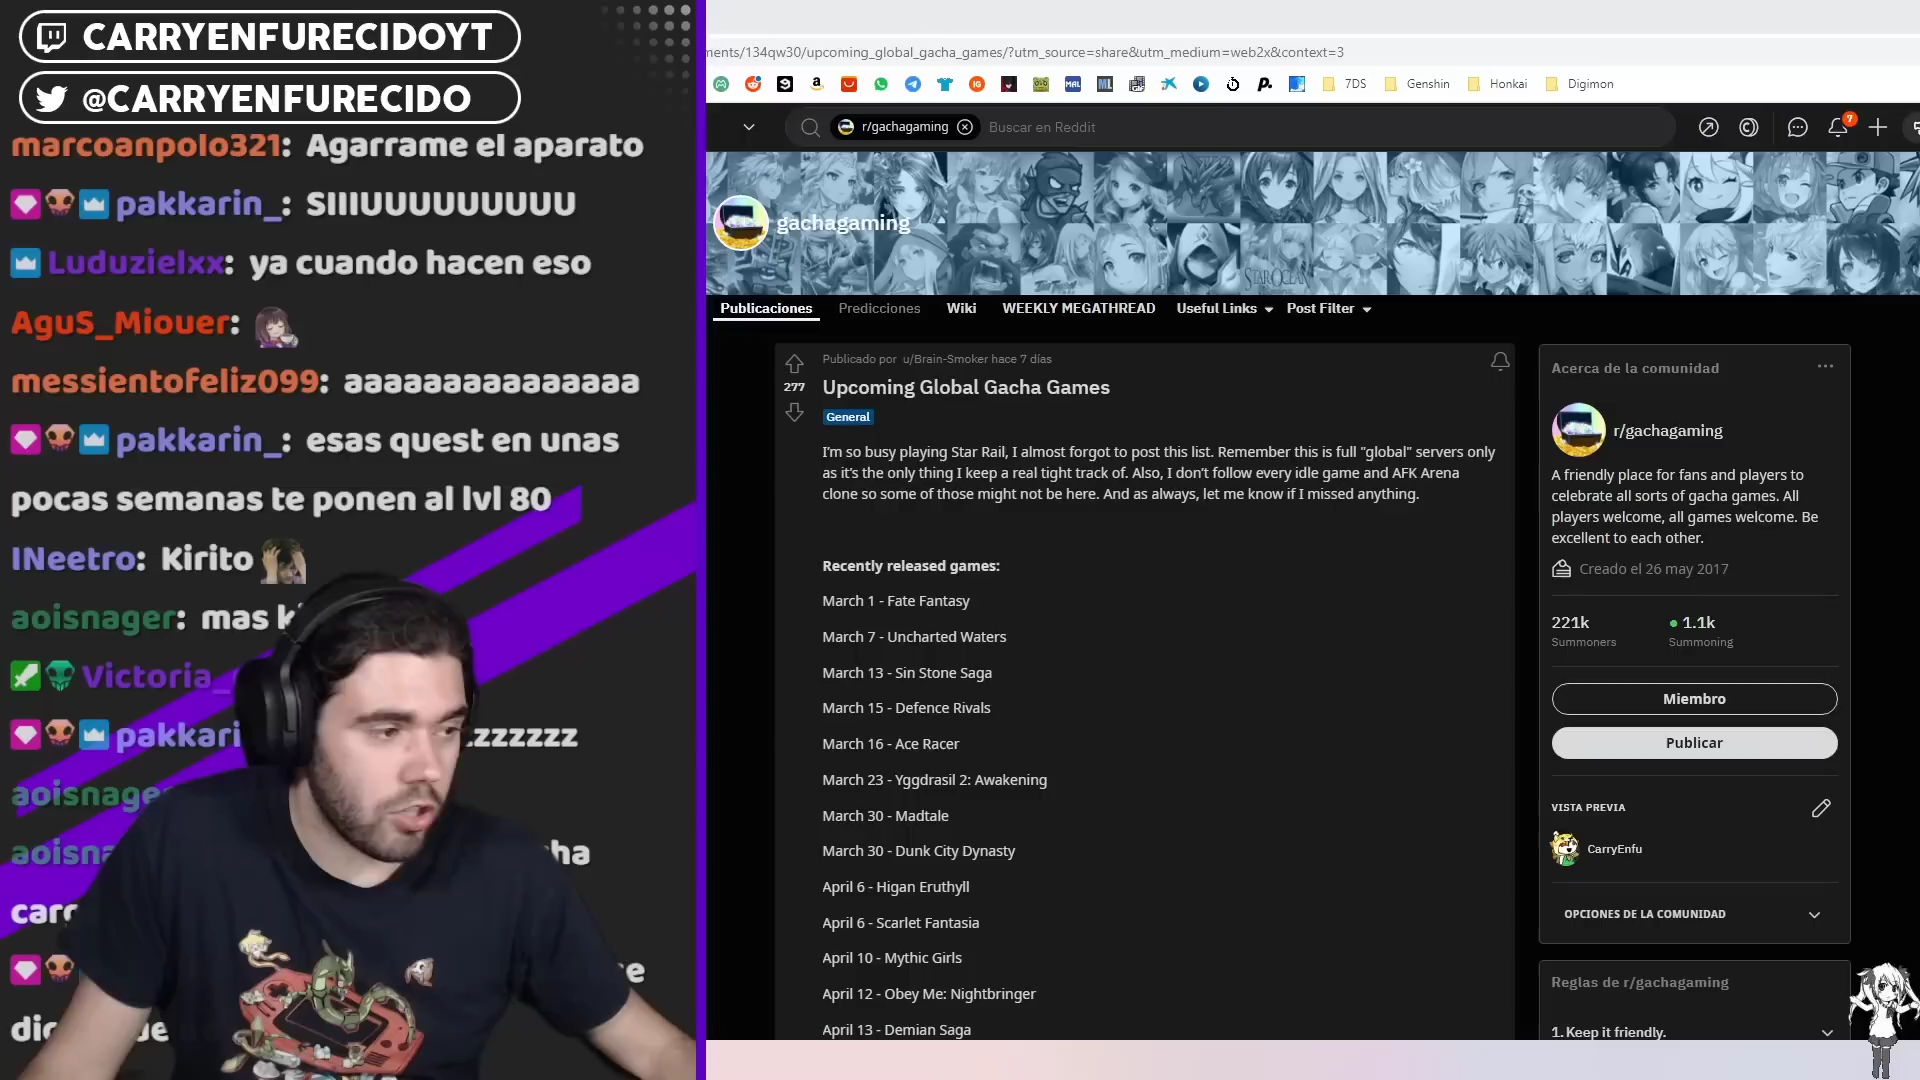 CARRYENFURECIDOYT
@CARRYENFURECIDO
marcoanpolo321: Agarrame el aparato
pakkarin_: SIIIUUUUUUUUUU
Luduzielxx: ya cuando hacen eso
AguS_Miouer:
messientofeliz099: aaaaaaaaaaaaaaa
pakkarin_: esas quest en unas
pocas semanas te ponen al lvl 80
INeetro: Kirito
aoisnager: mas k
Victoria_
ments/134qw30/upcoming_global_gacha_games/?utm_source=share&utm_medium=web2x&context=3
7DS
Genshin
Honkai
Digimon
r/gachagaming
Buscar en Reddit
7
gachagaming
STAR OCEAN
Publicaciones
Predicciones
Wiki
WEEKLY MEGATHREAD
Useful Links
Post Filter
277
Publicado por u/Brain-Smoker hace 7 días
Upcoming Global Gacha Games
General
I'm so busy playing Star Rail, I almost forgot to post this list. Remember this is full "global" servers only
as it's the only thing I keep a real tight track of. Also, I don't follow every idle game and AFK Arena
clone so some of those might not be here. And as always, let me know if I missed anything.
Recently released games:
March 1 - Fate Fantasy
March 7 - Uncharted Waters
March 13 - Sin Stone Saga
March 15 - Defence Rivals
March 16 - Ace Racer
March 23 - Yggdrasil 2: Awakening
March 30 - Madtale
March 30 - Dunk City Dynasty
April 6 - Higan Eruthyll
April 6 - Scarlet Fantasia
April 10 - Mythic Girls
April 12 - Obey Me: Nightbringer
April 13 - Demian Saga
Acerca de la comunidad
r/gachagaming
A friendly place for fans and players to
celebrate all sorts of gacha games. All
players welcome, all games welcome. Be
excellent to each other.
Creado el 26 may 2017
221k
Summoners
1.1k
Summoning
Miembro
Publicar
VISTA PREVIA
CarryEnfu
OPCIONES DE LA COMUNIDAD
Reglas de r/gachagaming
1. Keep it friendly.